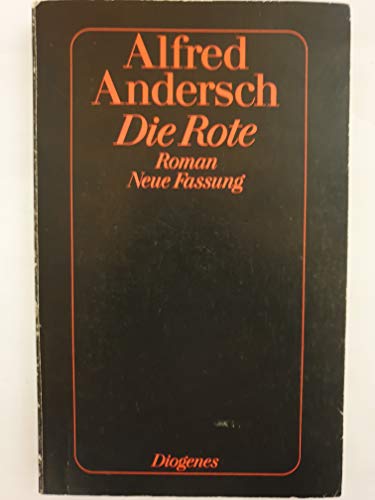 Alfred
Andersch
Die Rote
Roman
Neue Fassung
Diogenes